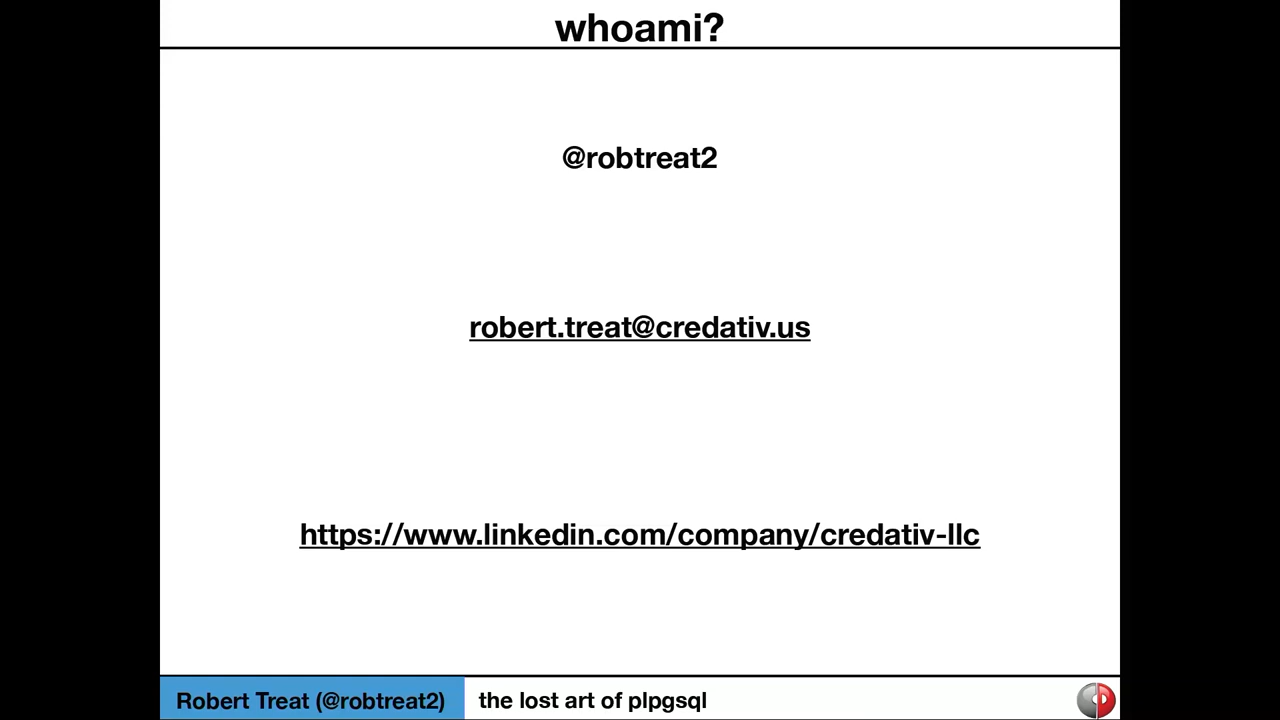 whoami?
@robtreat2
robert.treat@credativ.us
https://www.linkedin.com/company/credativ-llc
Robert Treat (@robtreat2)
the lost art of plpgsql